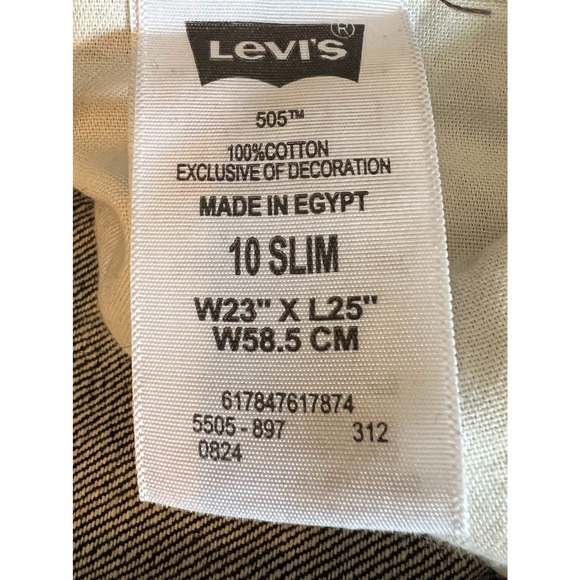 LEVI'S®
505™
100%COTTON
EXCLUSIVE OF DECORATION
MADE IN EGYPT
10 SLIM
W23" X L25"
W58.5 CM
617847617874
5505 - 897 312
0824